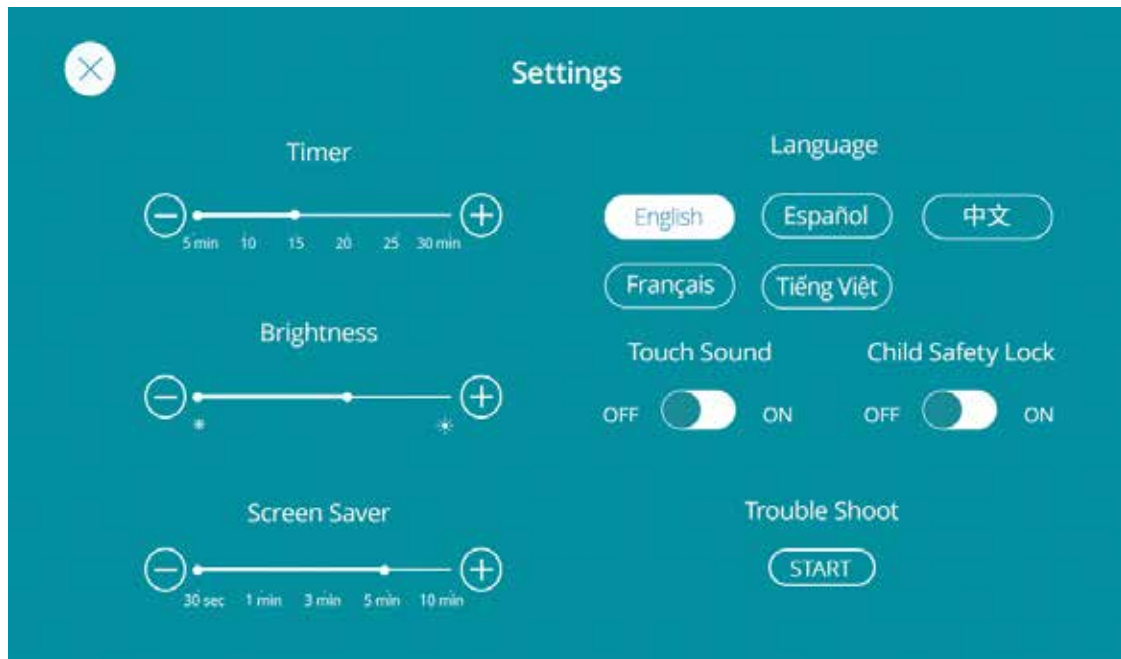 Settings
Timer
5 min 10 15 20 25 30 min
Brightness
Screen Saver
30 sec 1 min 3 min 5 min 10 min
Language
English Español 中文
Français Tiếng Việt
Touch Sound Child Safety Lock
OFF ON OFF ON
Trouble Shoot
START